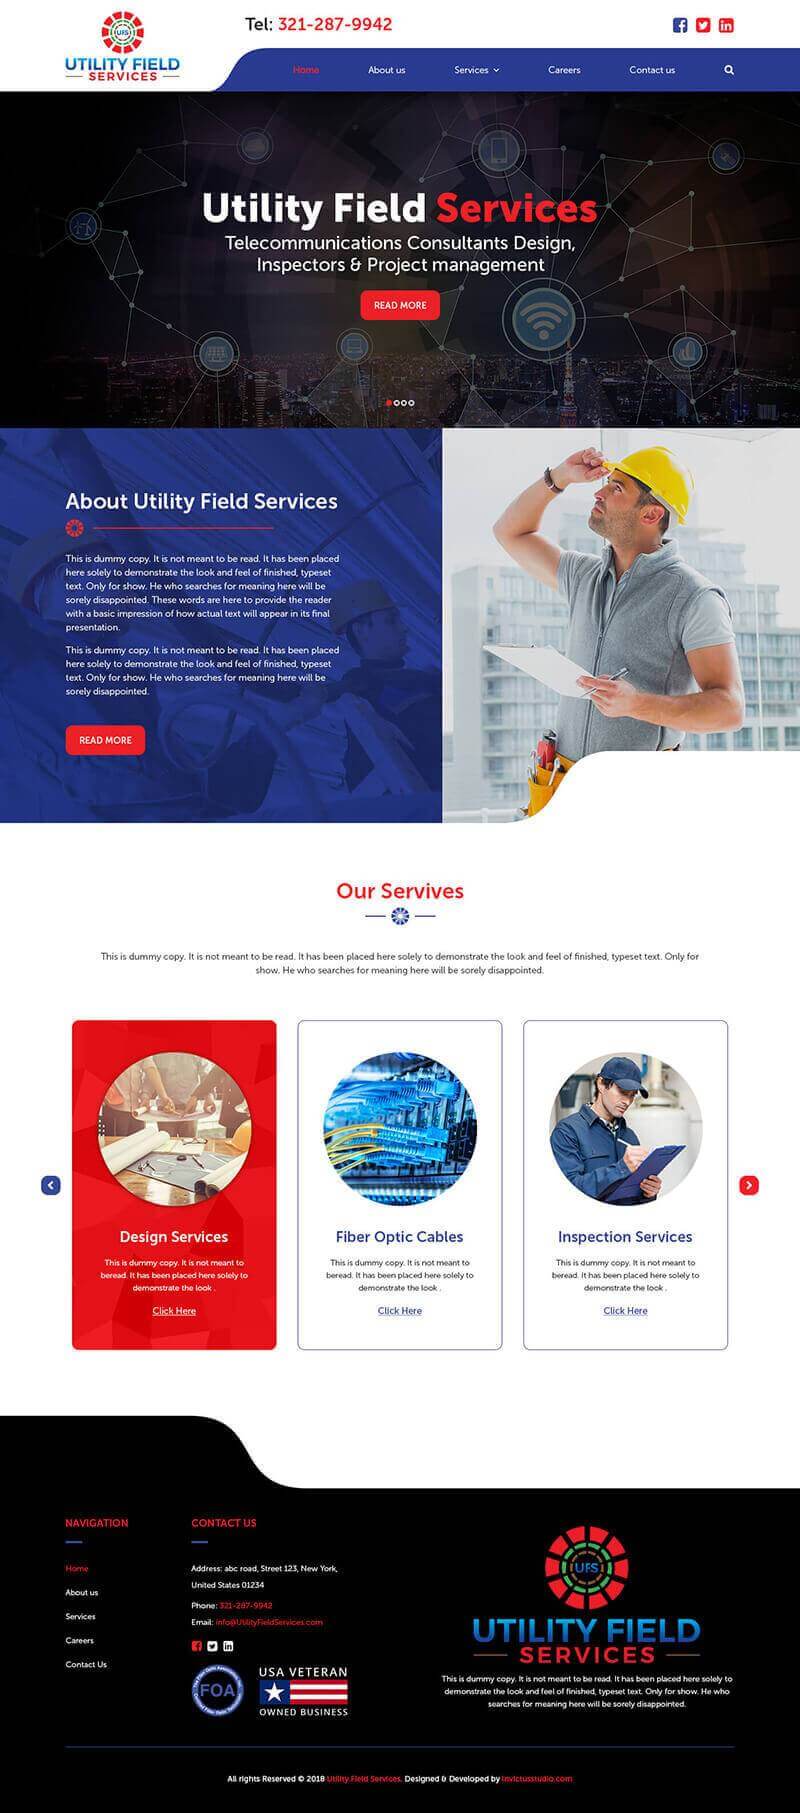 UFS
UTILITY FIELD
SERVICES
Tel: 321-287-9942
Home
About us
Services
Careers
Contact us
Utility Field Services
Telecommunications Consultants Design,
Inspectors & Project management
READ MORE
About Utility Field Services
This is dummy copy. It is not meant to be read. It has been placed
here solely to demonstrate the look and feel of finished, typeset
text. Only for show. He who searches for meaning here will be
sorely disappointed. These words are here to provide the reader
with a basic impression of how actual text will appear in its final
presentation.
This is dummy copy. It is not meant to be read. It has been placed
here solely to demonstrate the look and feel of finished, typeset
text. Only for show. He who searches for meaning here will be
sorely disappointed.
READ MORE
Our Servives
This is dummy copy. It is not meant to be read. It has been placed here solely to demonstrate the look and feel of finished, typeset text. Only for
show. He who searches for meaning here will be sorely disappointed.
Design Services
This is dummy copy. It is not meant to
beread. It has been placed here solely to
demonstrate the look .
Click Here
Fiber Optic Cables
This is dummy copy. It is not meant to
beread. It has been placed here solely to
demonstrate the look .
Click Here
Inspection Services
This is dummy copy. It is not meant to
beread. It has been placed here solely to
demonstrate the look .
Click Here
NAVIGATION
Home
About us
Services
Careers
Contact Us
CONTACT US
Address: abc road, Street 123, New York,
United States 01234
Phone: 321-287-9942
Email: info@UtilityFieldServices.com
FOA
USA VETERAN
OWNED BUSINESS
UFS
UTILITY FIELD
SERVICES
This is dummy copy. It is not meant to be read. It has been placed here solely to
demonstrate the look and feel of finished, typeset text. Only for show. He who
searches for meaning here will be sorely disappointed.
All rights Reserved © 2018 Utility Field Services. Designed & Developed by Invictusstudio.com